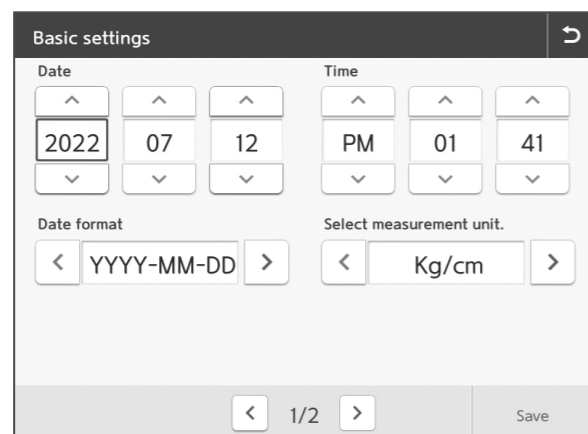 Basic settings
Date
Time
2022 07 12
PM 01 41
Date format
Select measurement unit.
YYYY-MM-DD
Kg/cm
1/2
Save